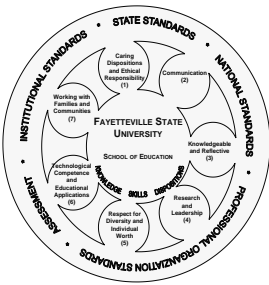 STATE STANDARDS
NATIONAL STANDARDS
PROFESSIONAL ORGANIZATION STANDARDS
ASSESSMENT
INSTITUTIONAL STANDARDS
Caring
Dispositions
and Ethical
Responsibility
(1)
Communication
(2)
Knowledgeable
and Reflective
(3)
Research
and
Leadership
(4)
Respect for
Diversity and
Individual
Worth
(5)
Technological
Competence
and
Educational
Applications
(6)
Working with
Families and
Communities
(7)
FAYETTEVILLE STATE
UNIVERSITY
SCHOOL OF EDUCATION
KNOWLEDGE SKILLS DISPOSITIONS